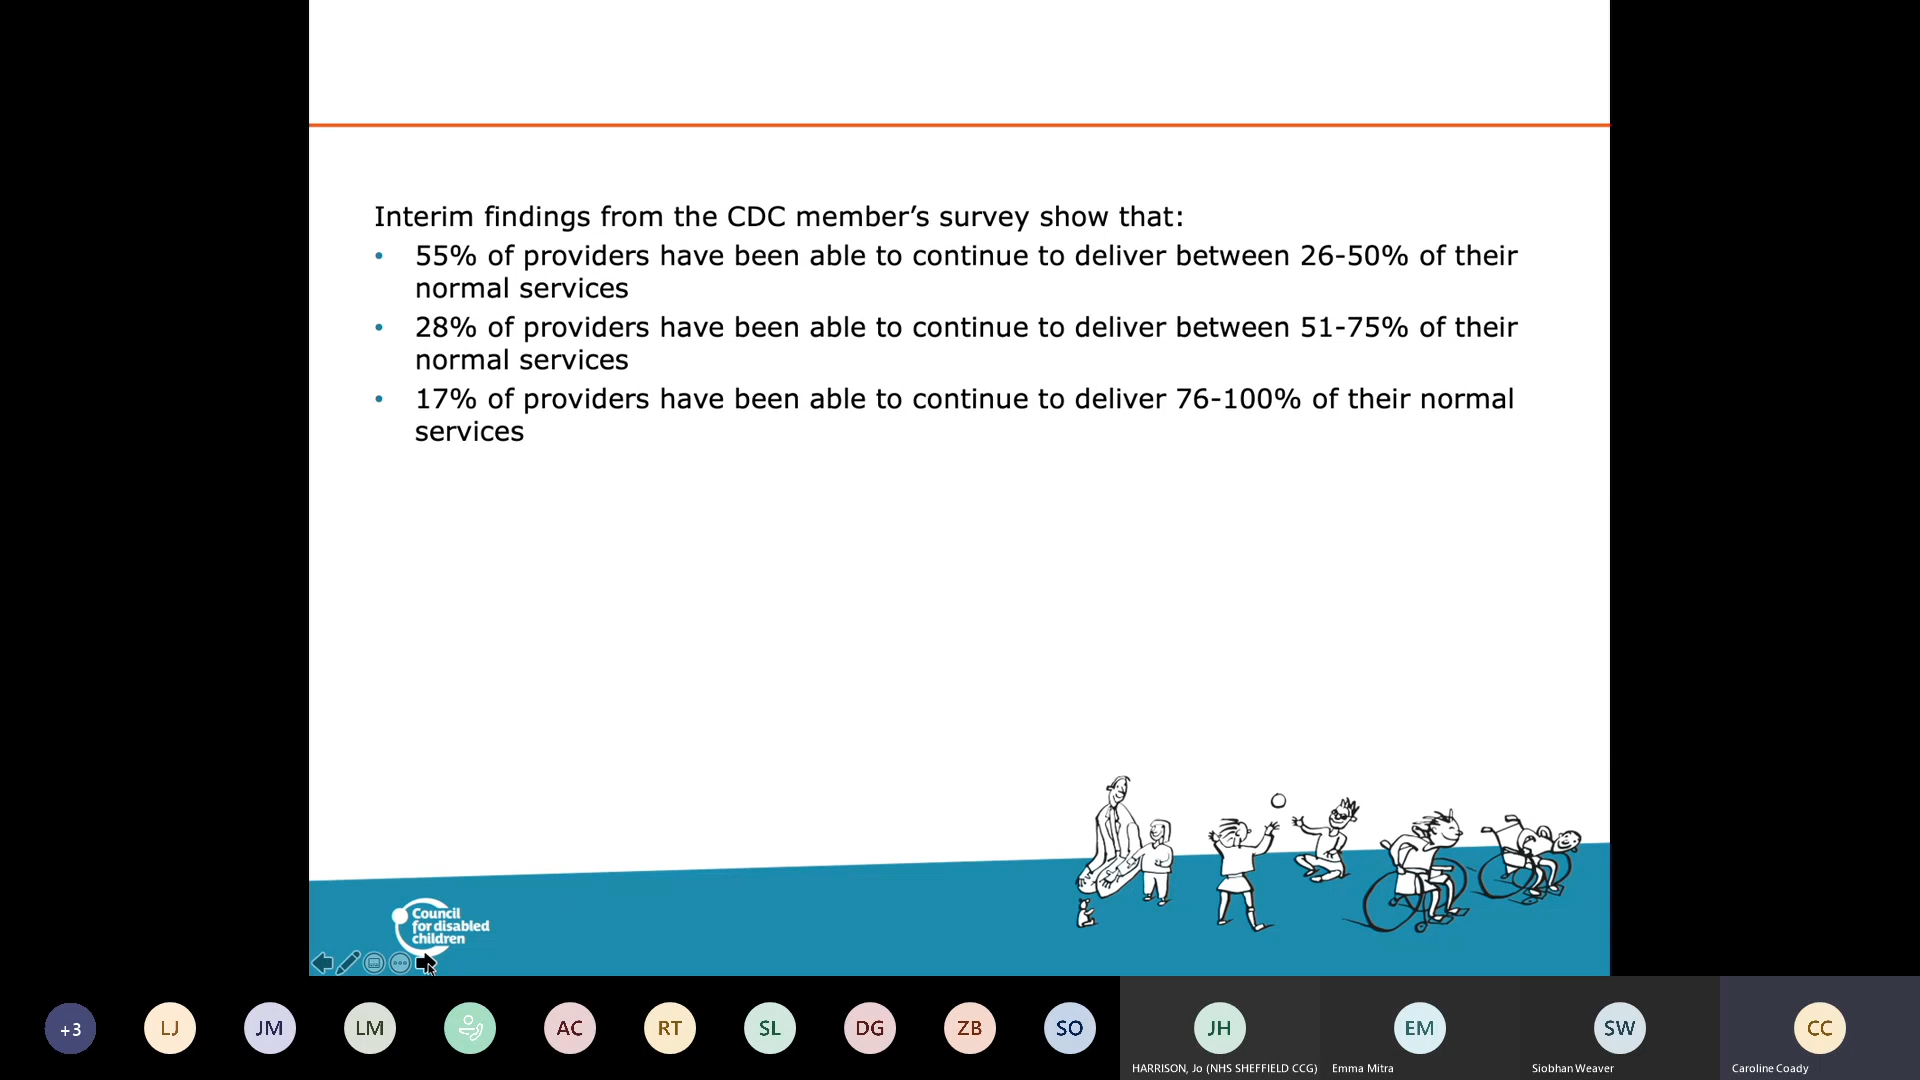 Interim findings from the CDC member’s survey show that:
• 55% of providers have been able to continue to deliver between 26-50% of their
normal services
• 28% of providers have been able to continue to deliver between 51-75% of their
normal services
• 17% of providers have been able to continue to deliver 76-100% of their normal
services
Council
for disabled
children
+3
LJ
JM
LM
AC
RT
SL
DG
ZB
SO
JH
EM
SW
CC
HARRISON, Jo (NHS SHEFFIELD CCG)
Emma Mitra
Siobhan Weaver
Caroline Coady